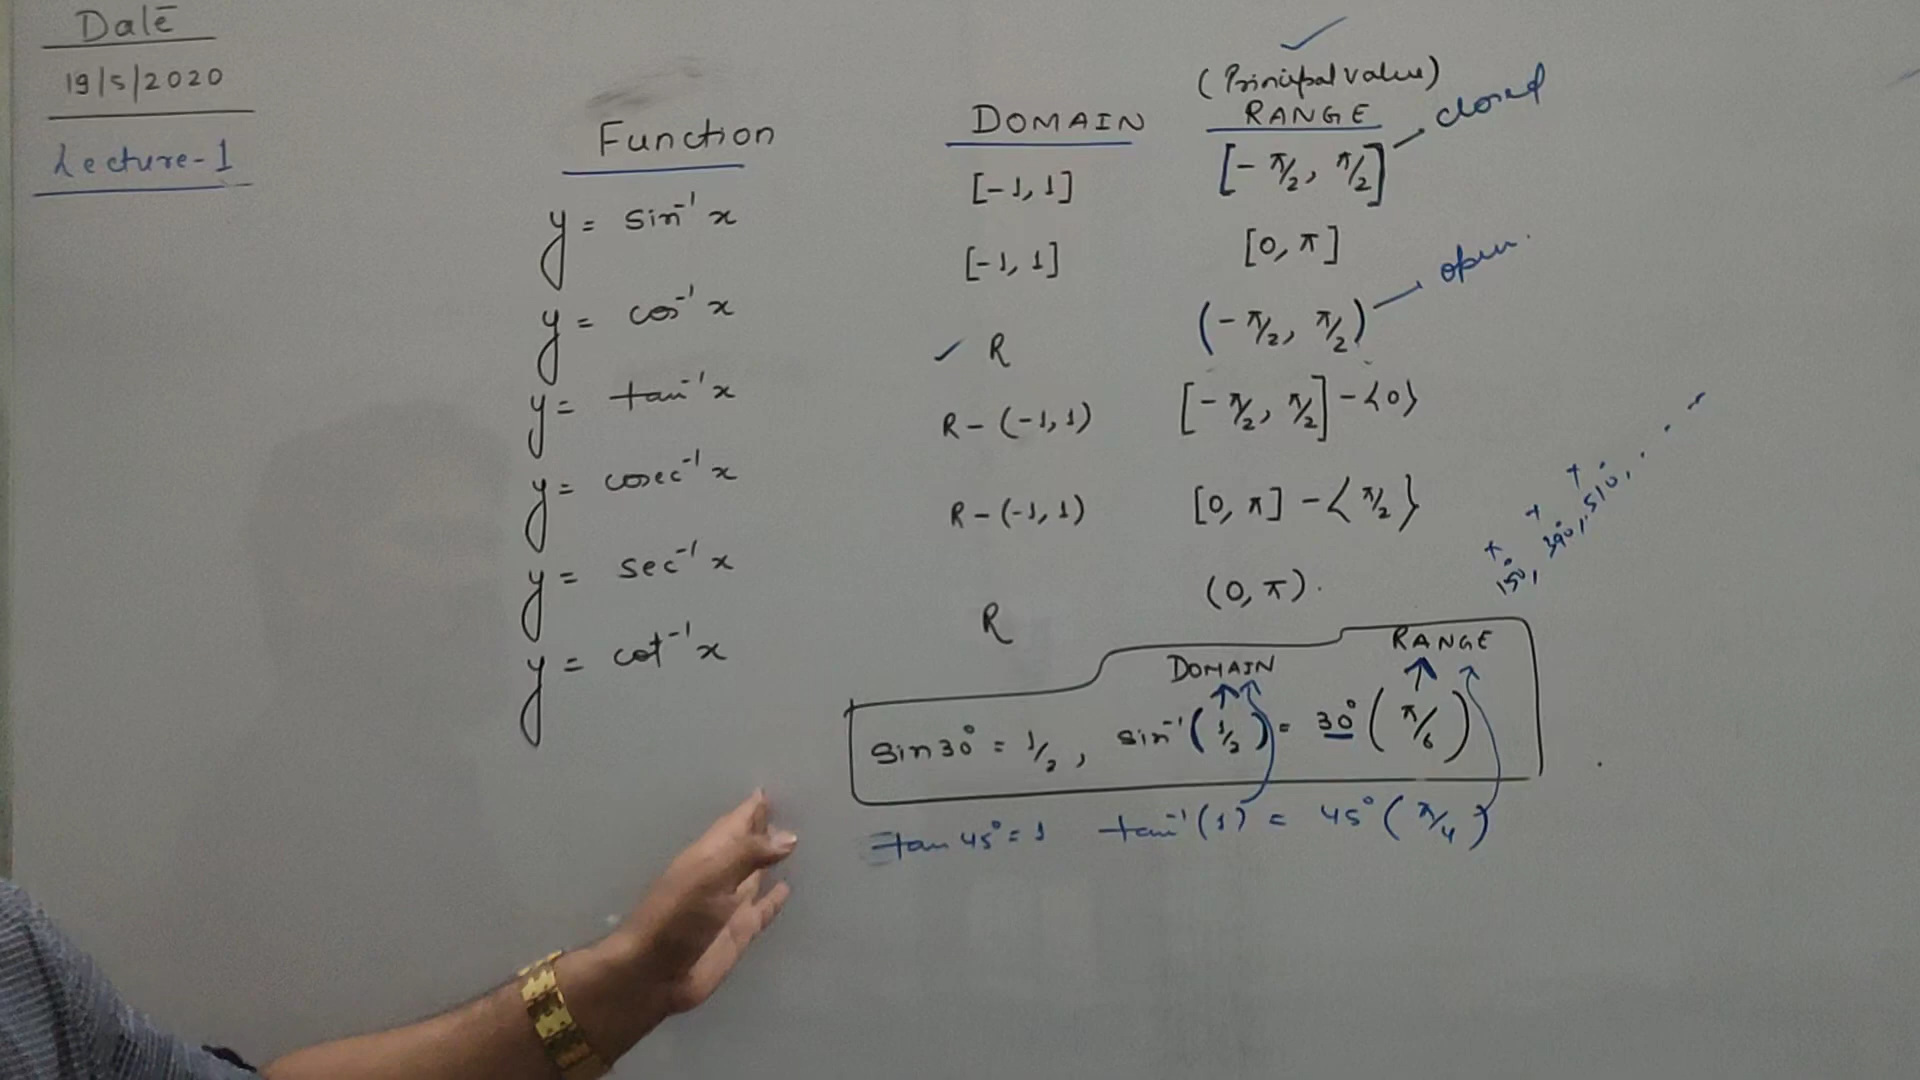 Date
19/5/2020
Lecture-1
(Principal value)
Function DOMAIN RANGE
closed
y = sin⁻¹ x [-1, 1] [-π/2, π/2]
y = cos⁻¹ x [-1, 1] [0, π]
open
y = tan⁻¹ x ✓ R (-π/2, π/2)
y = cosec⁻¹ x R - (-1, 1) [-π/2, π/2] - {0}
y = sec⁻¹ x R - (-1, 1) [0, π] - {π/2}
y = cot⁻¹ x R (0, π).
150°, 390°, 510°, . . .
DOMAIN RANGE
sin 30° = 1/2, sin⁻¹(1/2) = 30° (π/6)
tan 45° = 1 tan⁻¹(1) = 45° (π/4)